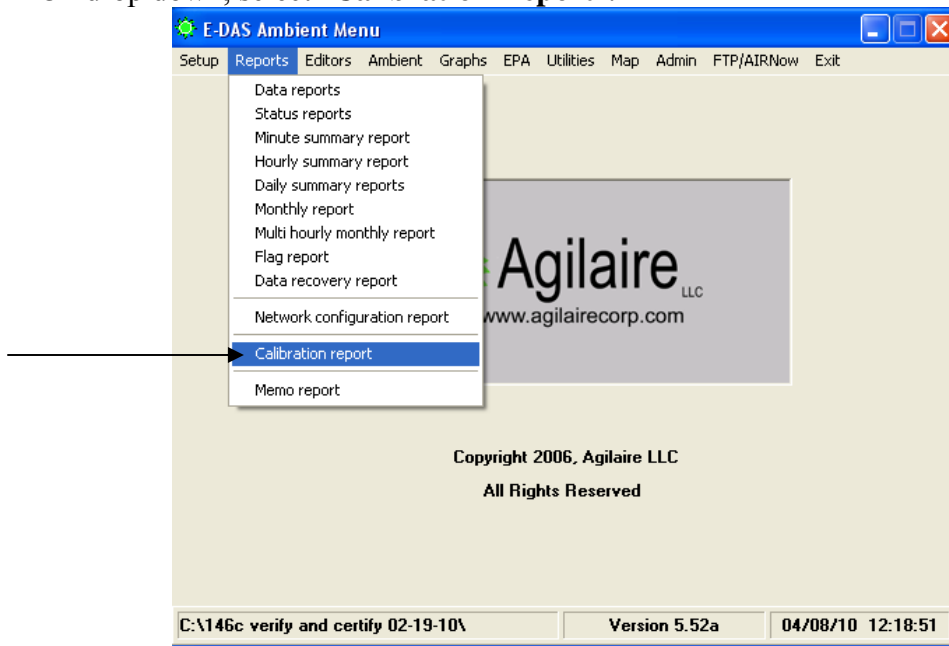 E-DAS Ambient Menu
Setup Reports Editors Ambient Graphs EPA Utilities Map Admin FTP/AIRNow Exit
Data reports
Status reports
Minute summary report
Hourly summary report
Daily summary reports
Monthly report
Multi hourly monthly report
Flag report
Data recovery report
Network configuration report
Calibration report
Memo report
Agilaire LLC
www.agilairecorp.com
Copyright 2006, Agilaire LLC
All Rights Reserved
C:\146c verify and certify 02-19-10\ Version 5.52a 04/08/10 12:18:51